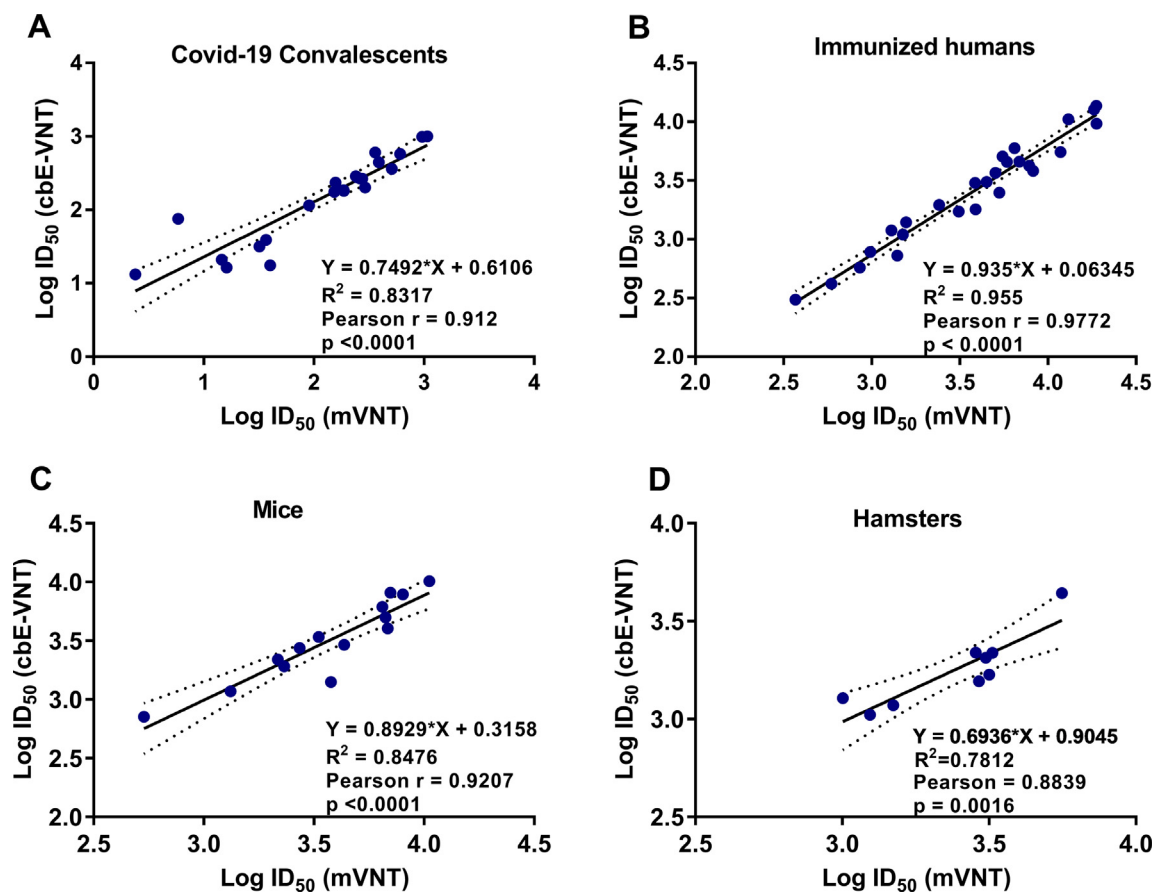 A
Covid-19 Convalescents
Log ID50 (cbE-VNT)
4
3
2
1
0
0 1 2 3 4
Log ID50 (mVNT)
Y = 0.7492*X + 0.6106
R2 = 0.8317
Pearson r = 0.912
p <0.0001
B
Immunized humans
Log ID50 (cbE-VNT)
4.5
4.0
3.5
3.0
2.5
2.0
2.0 2.5 3.0 3.5 4.0 4.5
Log ID50 (mVNT)
Y = 0.935*X + 0.06345
R2 = 0.955
Pearson r = 0.9772
p < 0.0001
C
Mice
Log ID50 (cbE-VNT)
4.5
4.0
3.5
3.0
2.5
2.0
2.5 3.0 3.5 4.0 4.5
Log ID50 (mVNT)
Y = 0.8929*X + 0.3158
R2 = 0.8476
Pearson r = 0.9207
p <0.0001
D
Hamsters
Log ID50 (cbE-VNT)
4.0
3.5
3.0
2.5
2.5 3.0 3.5 4.0
Log ID50 (mVNT)
Y = 0.6936*X + 0.9045
R2=0.7812
Pearson = 0.8839
p = 0.0016